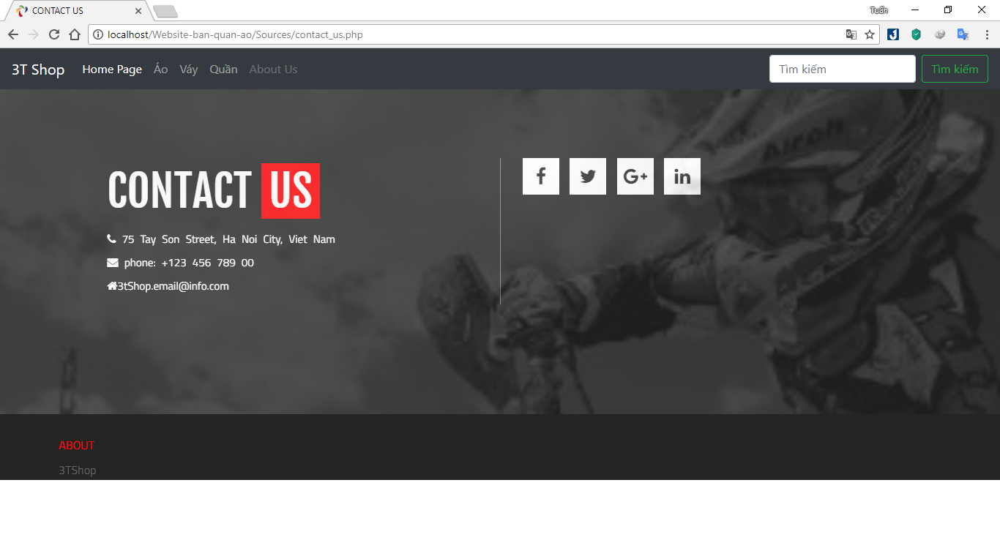 CONTACT US
Tuấn
localhost/Website-ban-quan-ao/Sources/contact_us.php
3T Shop Home Page Áo Váy Quần About Us Tìm kiếm Tìm kiếm
Airoh
CONTACT US
75 Tay Son Street, Ha Noi City, Viet Nam
phone: +123 456 789 00
3tShop.email@info.com
f G+ in
ABOUT
3TShop